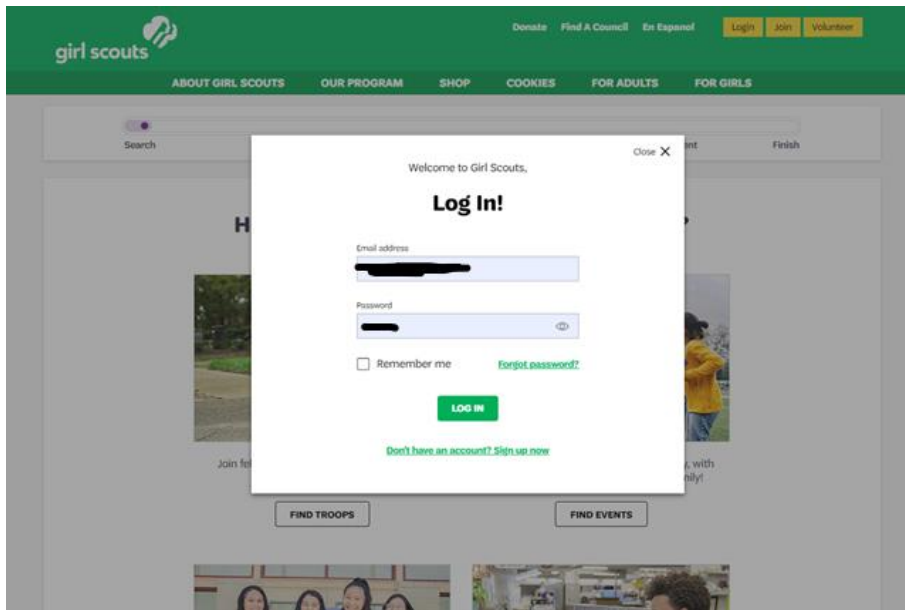 Donate Find A Council En Espanol Login Join Volunteer
girl scouts
ABOUT GIRL SCOUTS OUR PROGRAM SHOP COOKIES FOR ADULTS FOR GIRLS
Search Finish
Close X
Welcome to Girl Scouts,
Log In!
Email address
Password
Remember me Forgot password?
LOG IN
Don't have an account? Sign up now
Join , with
FIND TROOPS FIND EVENTS